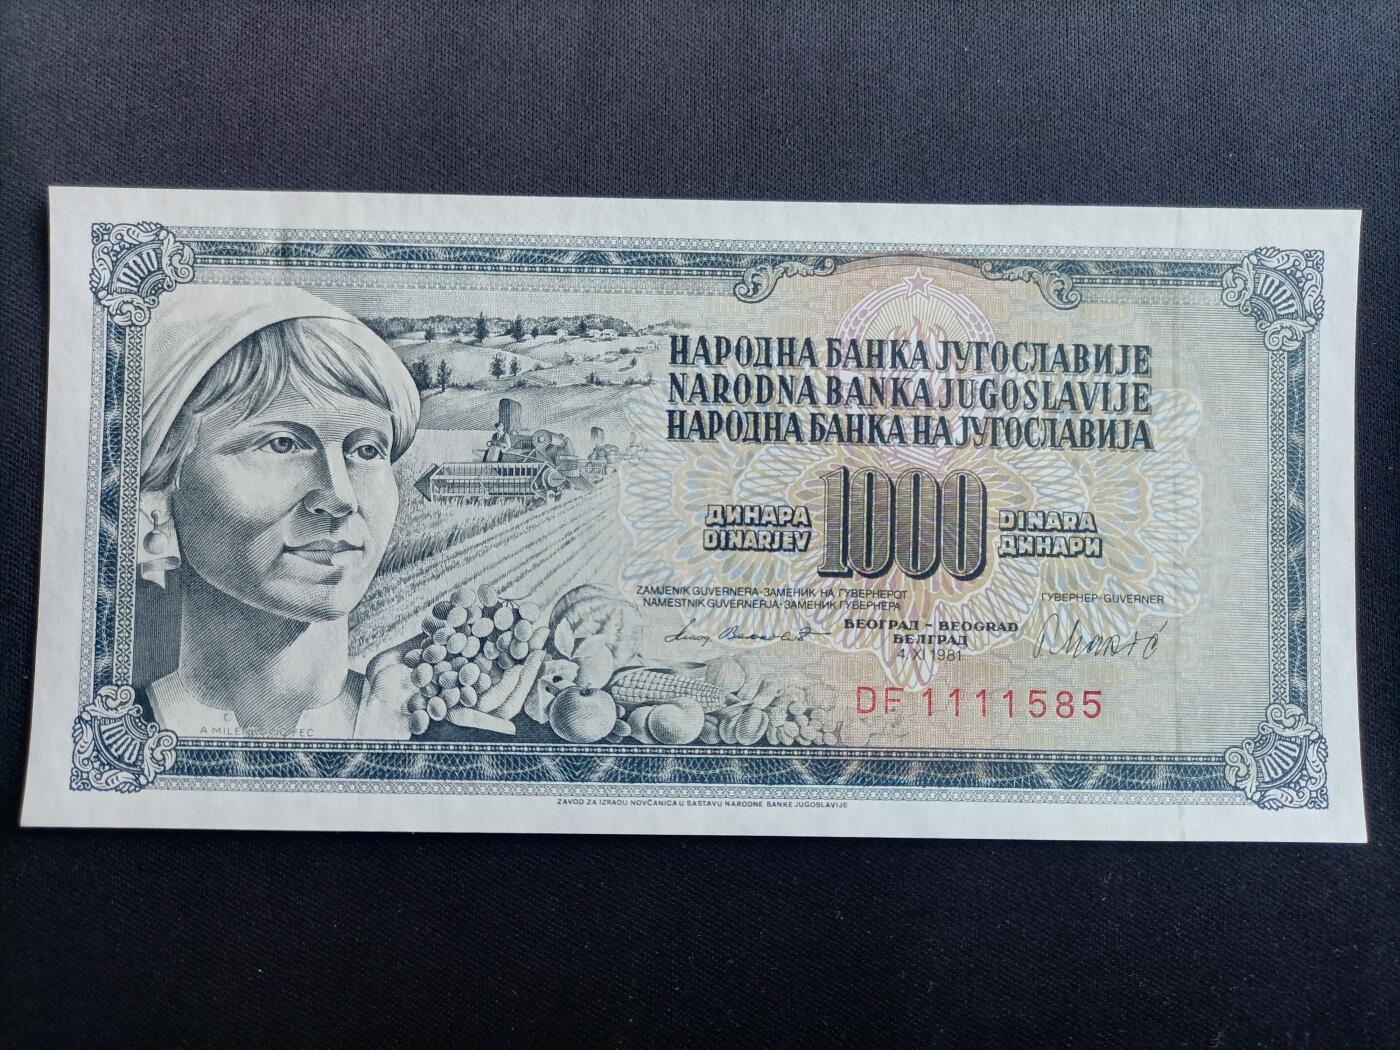 НАРОДНА БАНКА ЈУГОСЛАВИЈЕ
NARODNA BANKA JUGOSLAVIJE
НАРОДНА БАНКА НА ЈУГОСЛАВИЈА
ДИНАРА 1000 DINARA
DINARJEV ДИНАРИ
ZAMJENIK GUVERNERA-ЗАМЕНИК НА ГУВЕРНЕРОТ
NAMESTNIK GUVERNERJA-ЗАМЕНИК ГУВЕРНЕРА
ГУВЕРНЕР-GUVERNER
БЕОГРАД - BEOGRAD
БЕЛГРАД
4. XI 1981
DF 1111585
A MILENKOVIC FEC
ZAVOD ZA IZRADU NOVČANICA U SASTAVU NARODNE BANKE JUGOSLAVIJE